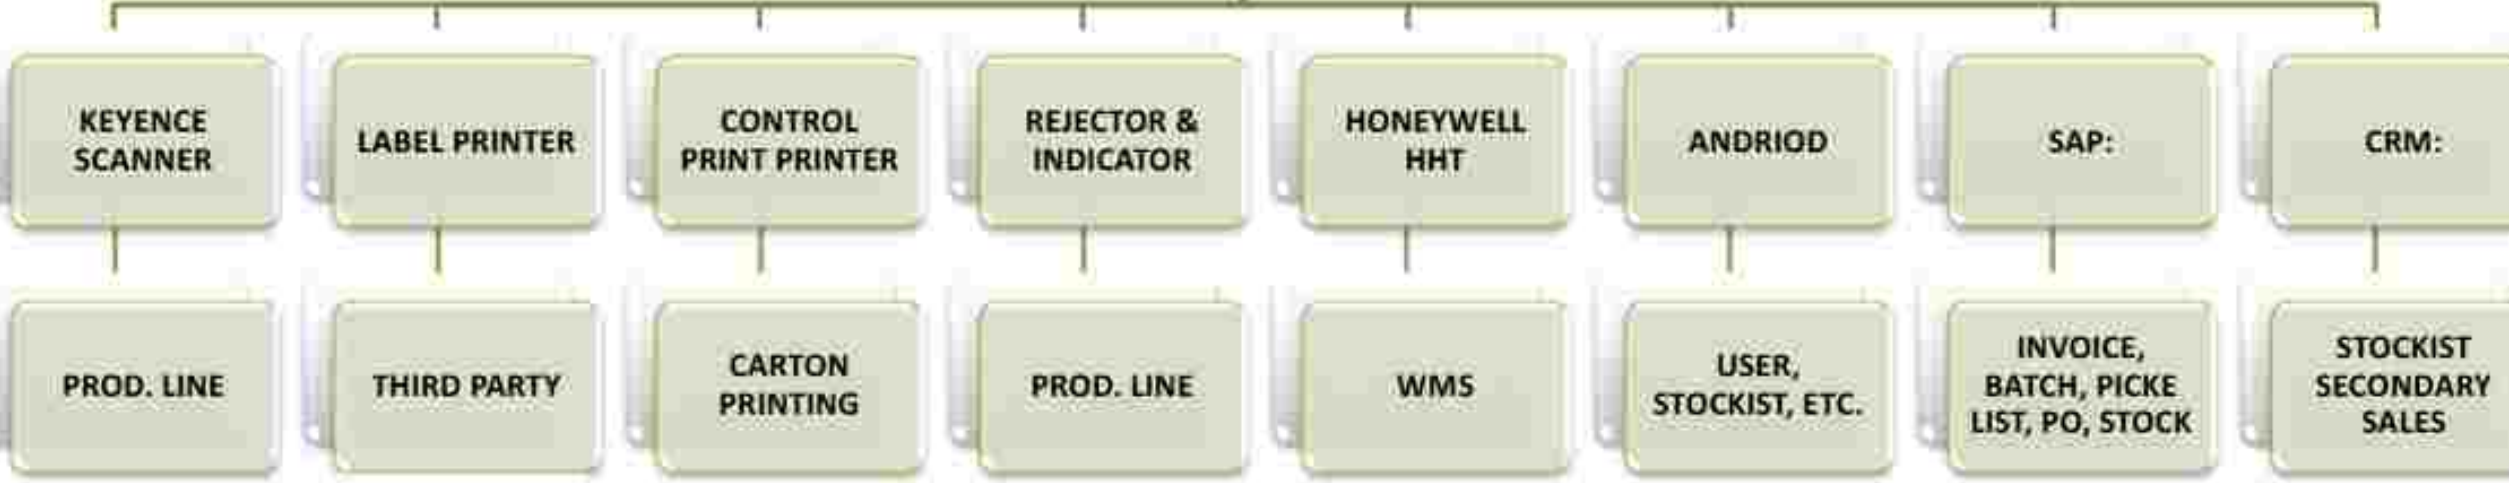 KEYENCE
SCANNER
LABEL PRINTER
CONTROL
PRINT PRINTER
REJECTOR &
INDICATOR
HONEYWELL
HHT
ANDRIOD
SAP:
CRM:
PROD. LINE
THIRD PARTY
CARTON
PRINTING
PROD. LINE
WMS
USER,
STOCKIST, ETC.
INVOICE,
BATCH, PICKE
LIST, PO, STOCK
STOCKIST
SECONDARY
SALES